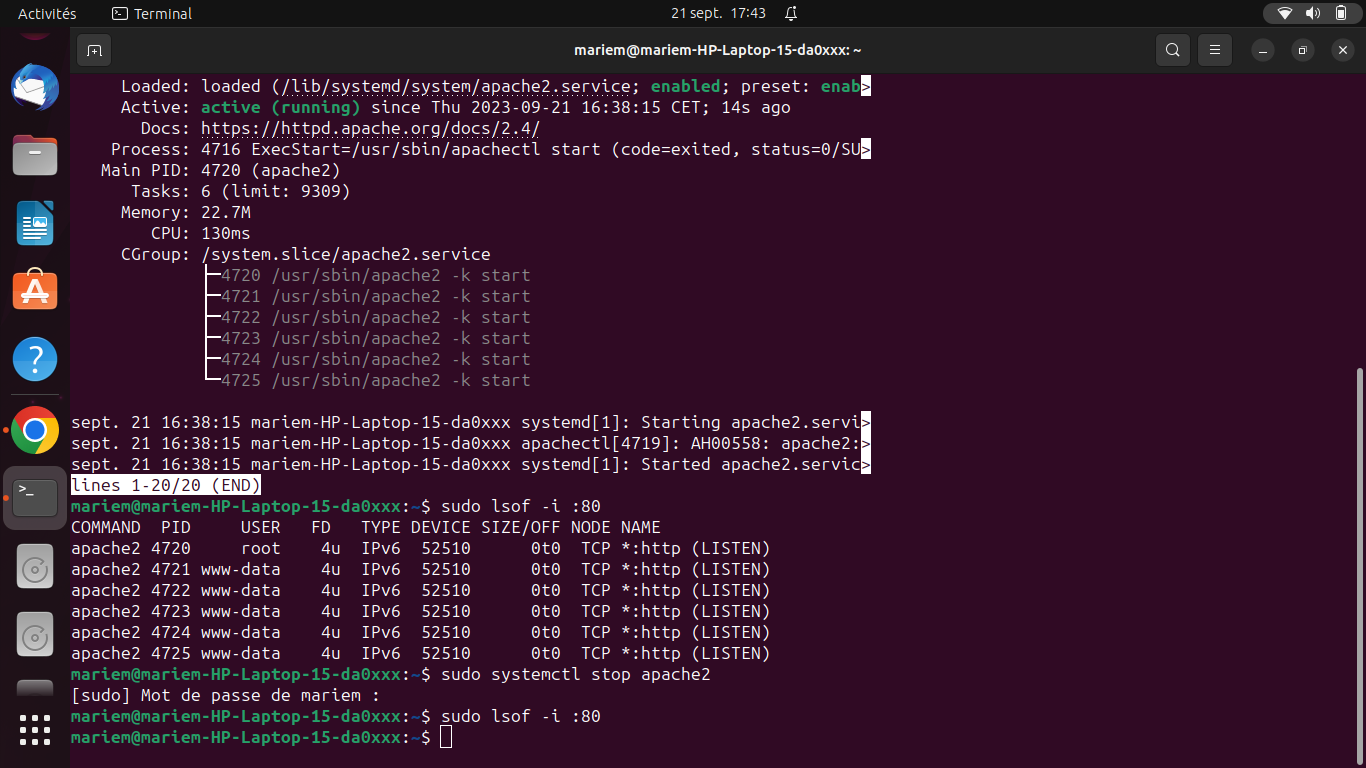 Activités Terminal 21 sept. 17:43
mariem@mariem-HP-Laptop-15-da0xxx: ~
Loaded: loaded (/lib/systemd/system/apache2.service; enabled; preset: enab>
Active: active (running) since Thu 2023-09-21 16:38:15 CET; 14s ago
Docs: https://httpd.apache.org/docs/2.4/
Process: 4716 ExecStart=/usr/sbin/apachectl start (code=exited, status=0/SU>
Main PID: 4720 (apache2)
Tasks: 6 (limit: 9309)
Memory: 22.7M
CPU: 130ms
CGroup: /system.slice/apache2.service
├─4720 /usr/sbin/apache2 -k start
├─4721 /usr/sbin/apache2 -k start
├─4722 /usr/sbin/apache2 -k start
├─4723 /usr/sbin/apache2 -k start
├─4724 /usr/sbin/apache2 -k start
└─4725 /usr/sbin/apache2 -k start
sept. 21 16:38:15 mariem-HP-Laptop-15-da0xxx systemd[1]: Starting apache2.servi>
sept. 21 16:38:15 mariem-HP-Laptop-15-da0xxx apachectl[4719]: AH00558: apache2:>
sept. 21 16:38:15 mariem-HP-Laptop-15-da0xxx systemd[1]: Started apache2.servic>
lines 1-20/20 (END)
mariem@mariem-HP-Laptop-15-da0xxx:~$ sudo lsof -i :80
COMMAND PID USER FD TYPE DEVICE SIZE/OFF NODE NAME
apache2 4720 root 4u IPv6 52510 0t0 TCP *:http (LISTEN)
apache2 4721 www-data 4u IPv6 52510 0t0 TCP *:http (LISTEN)
apache2 4722 www-data 4u IPv6 52510 0t0 TCP *:http (LISTEN)
apache2 4723 www-data 4u IPv6 52510 0t0 TCP *:http (LISTEN)
apache2 4724 www-data 4u IPv6 52510 0t0 TCP *:http (LISTEN)
apache2 4725 www-data 4u IPv6 52510 0t0 TCP *:http (LISTEN)
mariem@mariem-HP-Laptop-15-da0xxx:~$ sudo systemctl stop apache2
[sudo] Mot de passe de mariem :
mariem@mariem-HP-Laptop-15-da0xxx:~$ sudo lsof -i :80
mariem@mariem-HP-Laptop-15-da0xxx:~$